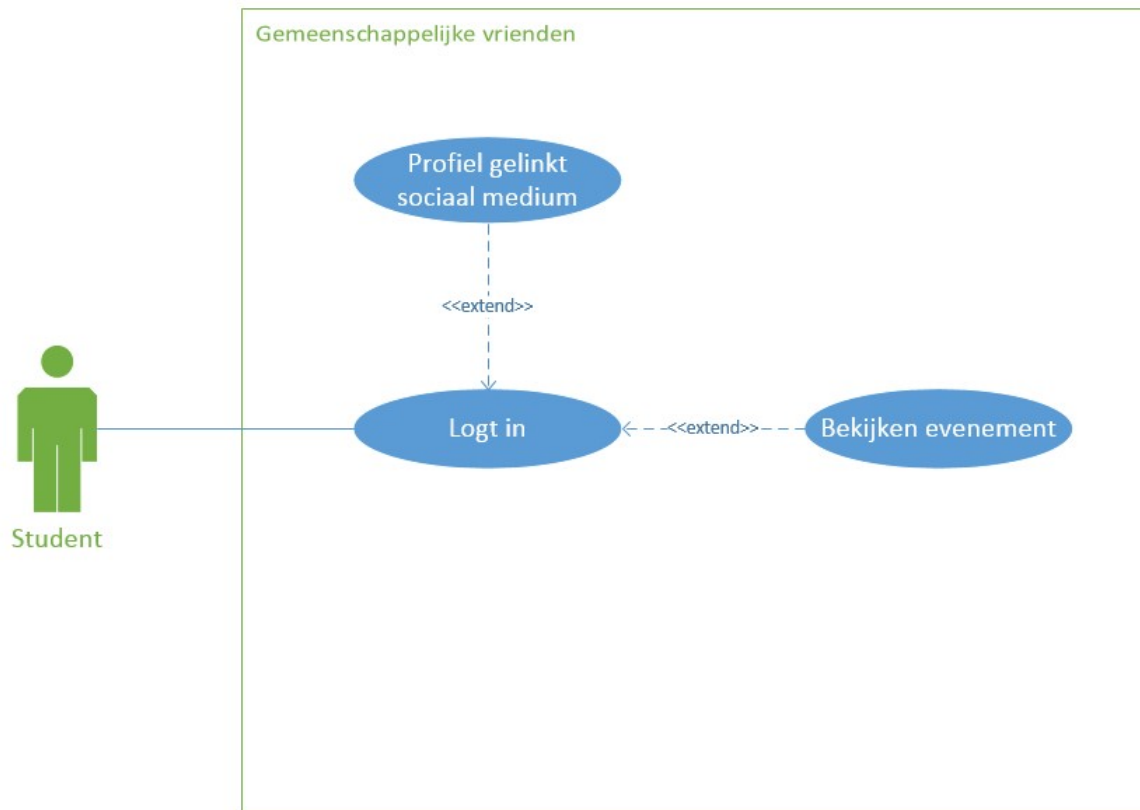 Gemeenschappelijke vrienden
Profiel gelinkt
sociaal medium
<<extend>>
Logt in
<<extend>>
Bekijken evenement
Student